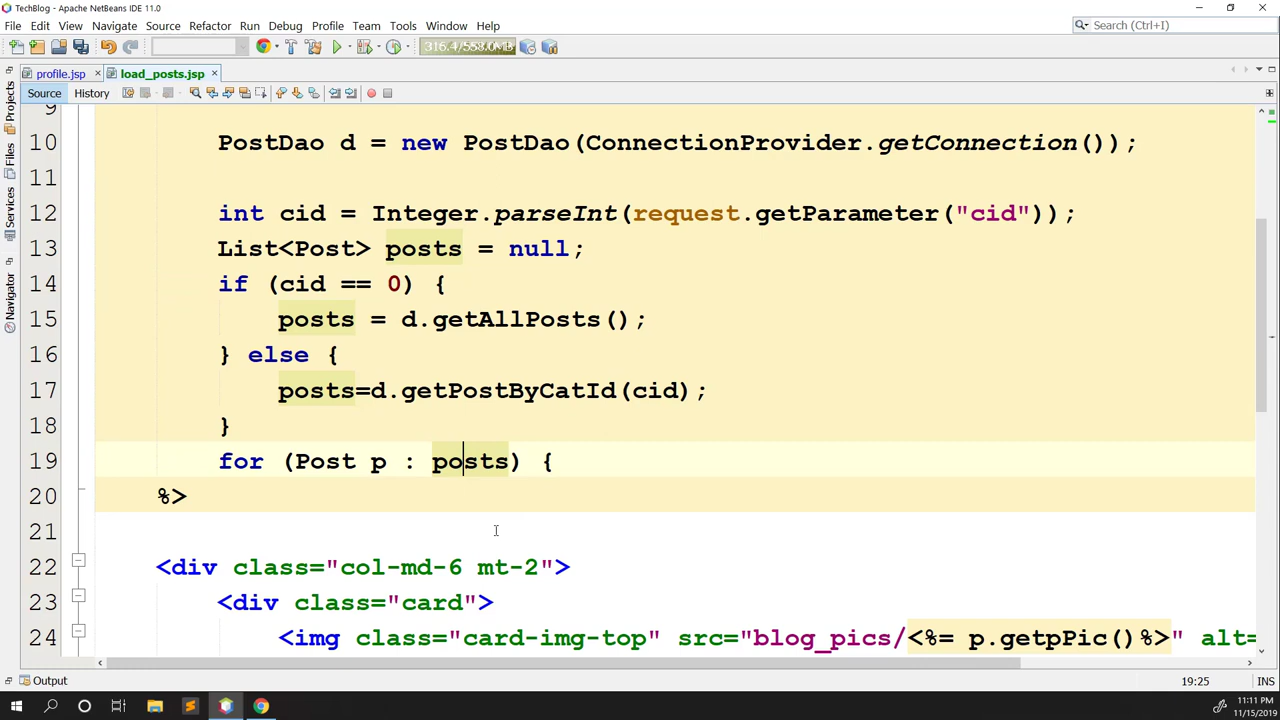 TechBlog - Apache NetBeans IDE 11.0
File Edit View Navigate Source Refactor Run Debug Profile Team Tools Window Help
Search (Ctrl+I)
316.4/558.0MB
profile.jsp load_posts.jsp
Source History
Projects
Files
Services
Navigator
9
10 PostDao d = new PostDao(ConnectionProvider.getConnection());
11
12 int cid = Integer.parseInt(request.getParameter("cid"));
13 List<Post> posts = null;
14 if (cid == 0) {
15 posts = d.getAllPosts();
16 } else {
17 posts=d.getPostByCatId(cid);
18 }
19 for (Post p : posts) {
20 %>
21
22 <div class="col-md-6 mt-2">
23 <div class="card">
24 <img class="card-img-top" src="blog_pics/<%= p.getpPic()%>" alt=
Output
19:25 INS
11:11 PM
11/15/2019